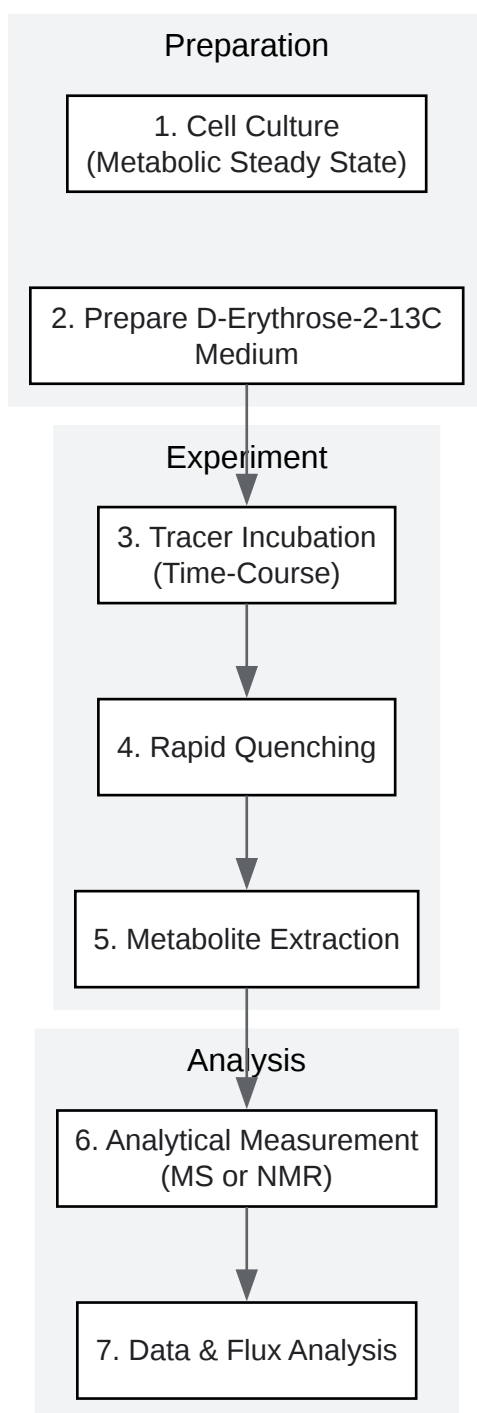 Preparation
1. Cell Culture
(Metabolic Steady State)
2. Prepare D-Erythrose-2-13C
Medium
Experiment
3. Tracer Incubation
(Time-Course)
4. Rapid Quenching
5. Metabolite Extraction
Analysis
6. Analytical Measurement
(MS or NMR)
7. Data & Flux Analysis